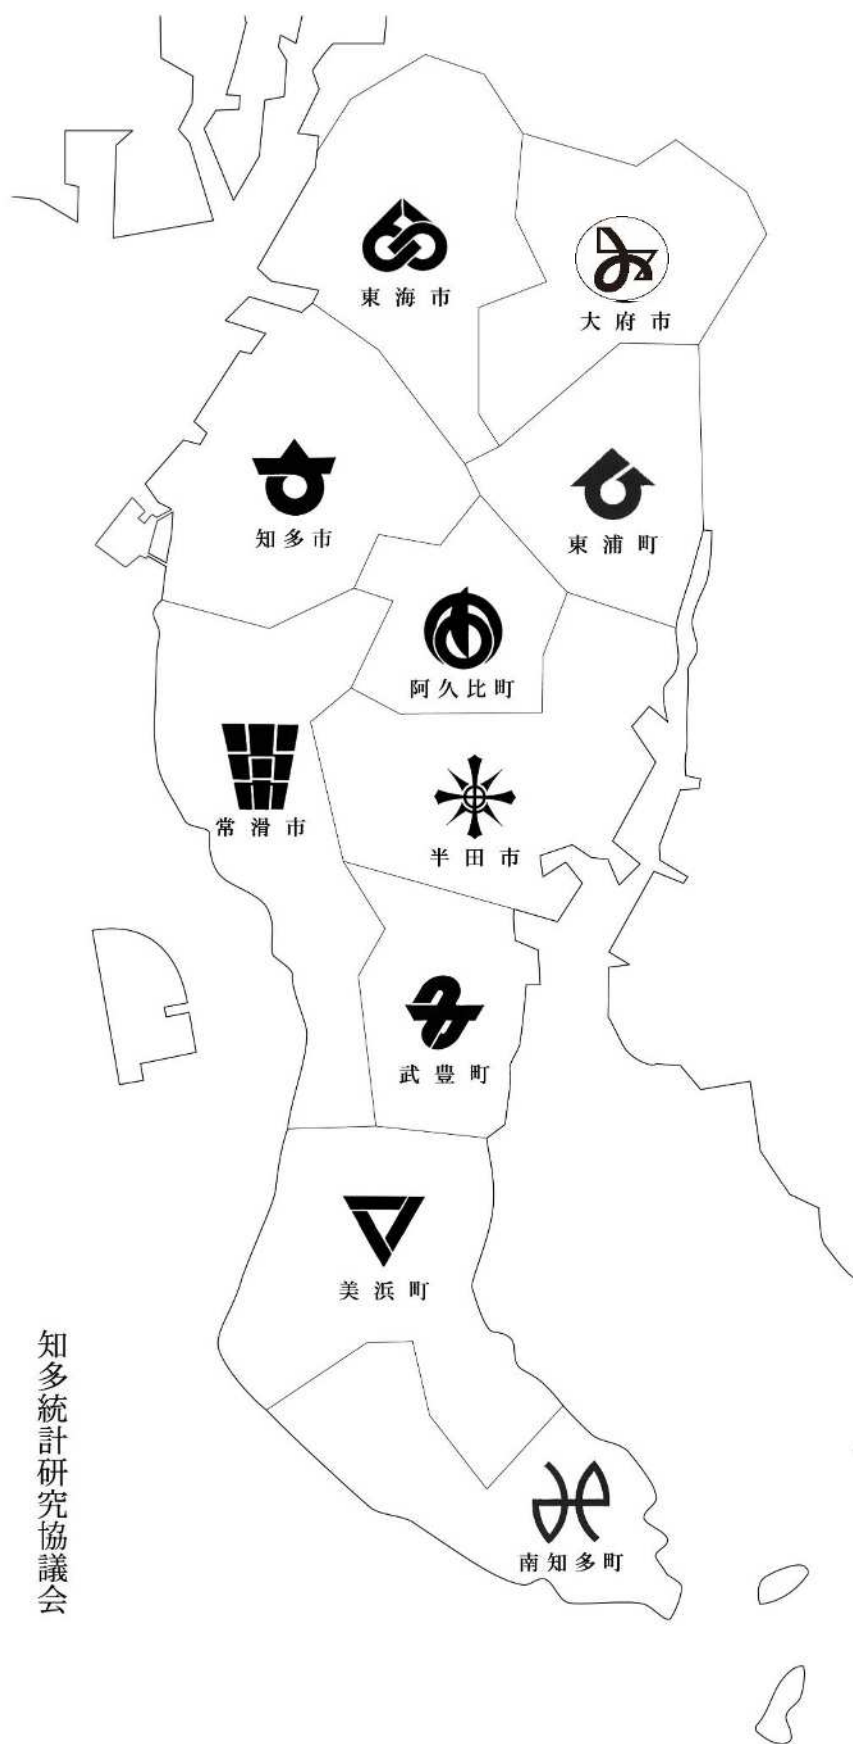 東海市
大府市
知多市
東浦町
阿久比町
常滑市
半田市
武豊町
美浜町
南知多町
知多統計研究協議会